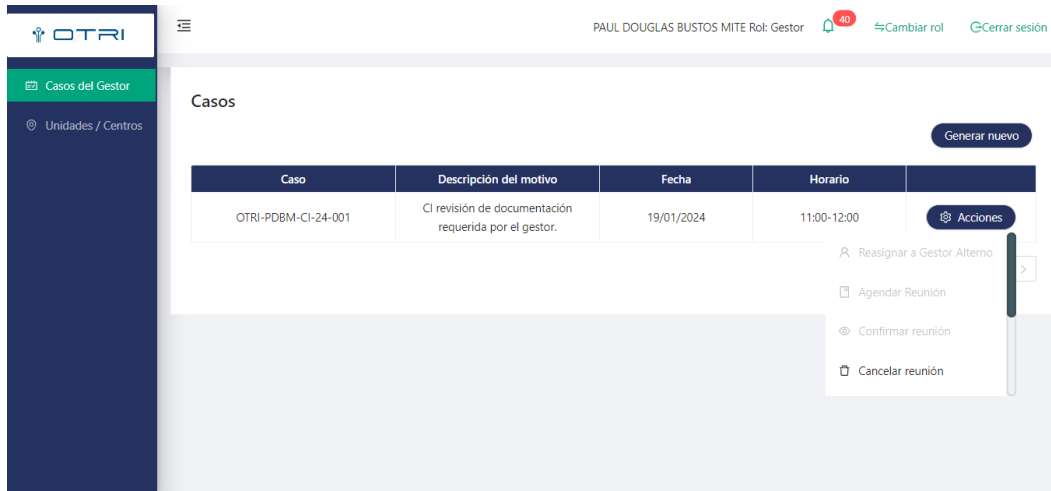 OTRI
PAUL DOUGLAS BUSTOS MITE Rol: Gestor
40
Cambiar rol
Cerrar sesión
Casos del Gestor
Unidades / Centros
Casos
Generar nuevo
Caso
Descripción del motivo
Fecha
Horario
OTRI-PDBM-CI-24-001
CI revisión de documentación
requerida por el gestor.
19/01/2024
11:00-12:00
Acciones
Reasignar a Gestor Alterno
Agendar Reunión
Confirmar reunión
Cancelar reunión